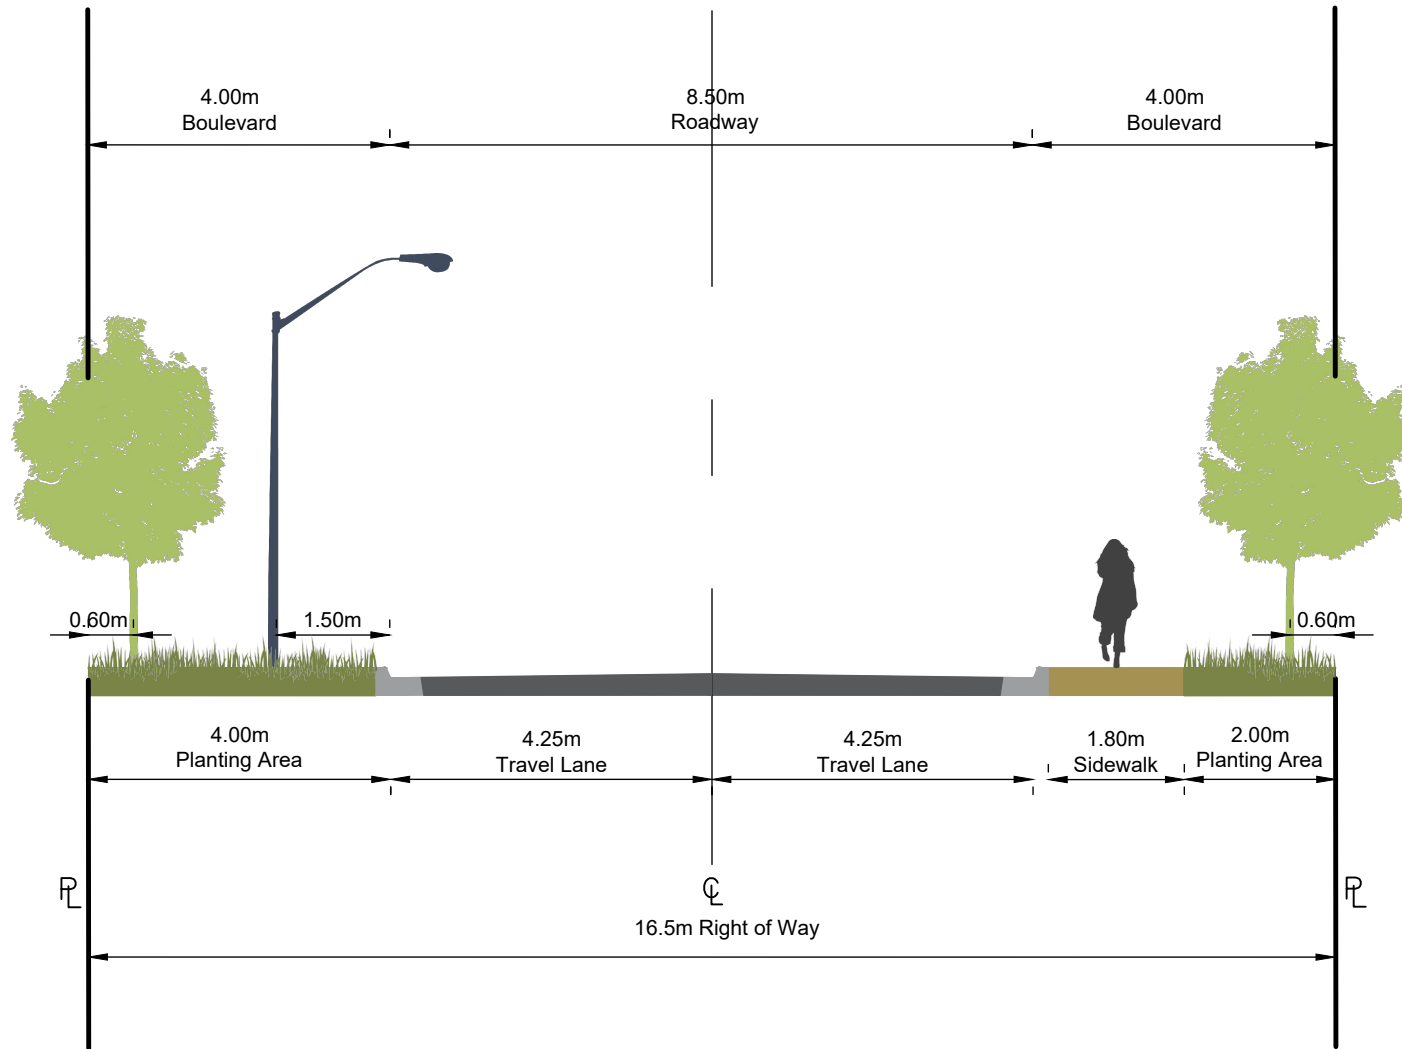 4.00m
Boulevard
8.50m
Roadway
4.00m
Boulevard
0.60m
1.50m
0.60m
4.00m
Planting Area
4.25m
Travel Lane
4.25m
Travel Lane
1.80m
Sidewalk
2.00m
Planting Area
PL
CL
PL
16.5m Right of Way